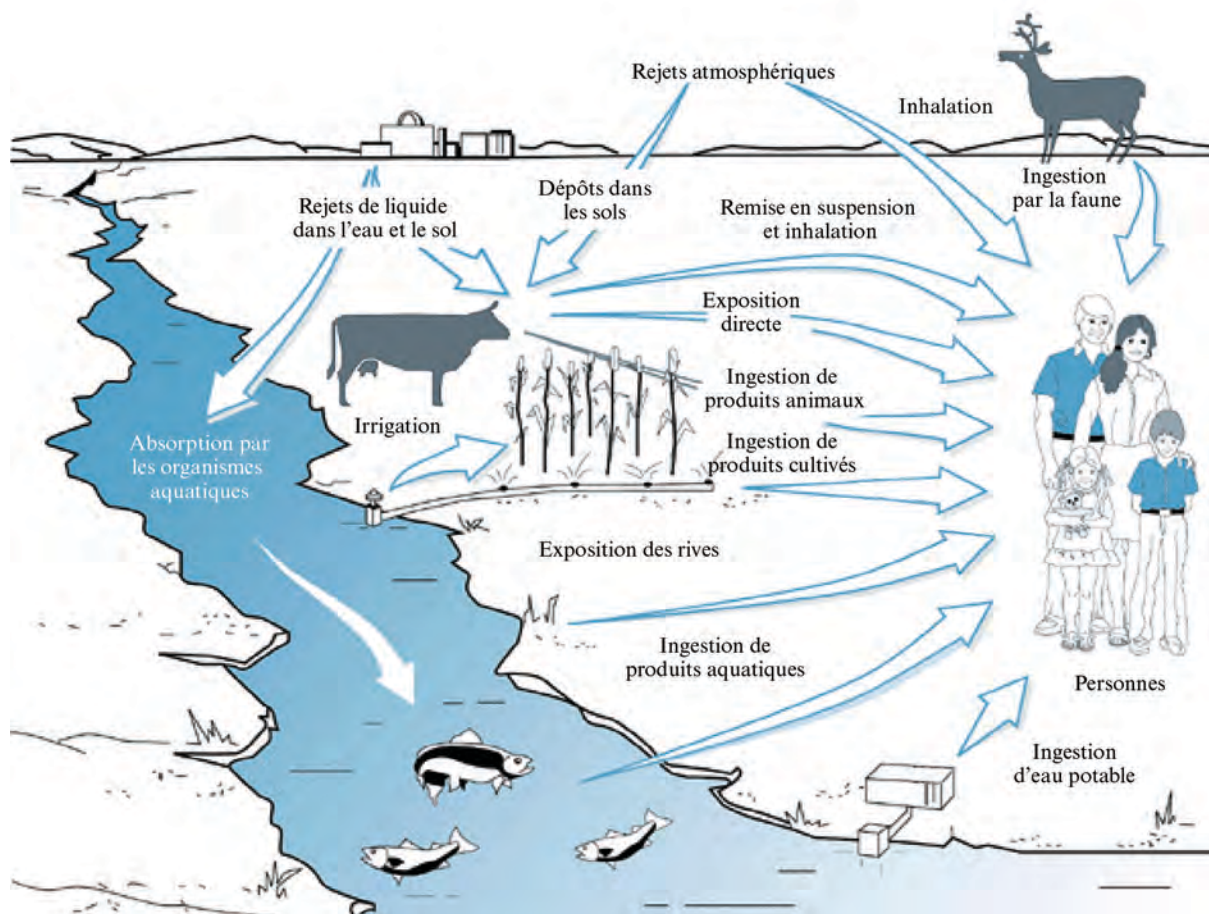 Rejets atmosphériques
Inhalation
Ingestion
par la faune
Dépôts dans
les sols
Rejets de liquide
dans l'eau et le sol
Remise en suspension
et inhalation
Exposition
directe
Ingestion de
produits animaux
Irrigation
Absorption par
les organismes
aquatiques
Ingestion de
produits cultivés
Exposition des rives
Ingestion de
produits aquatiques
Personnes
Ingestion
d'eau potable